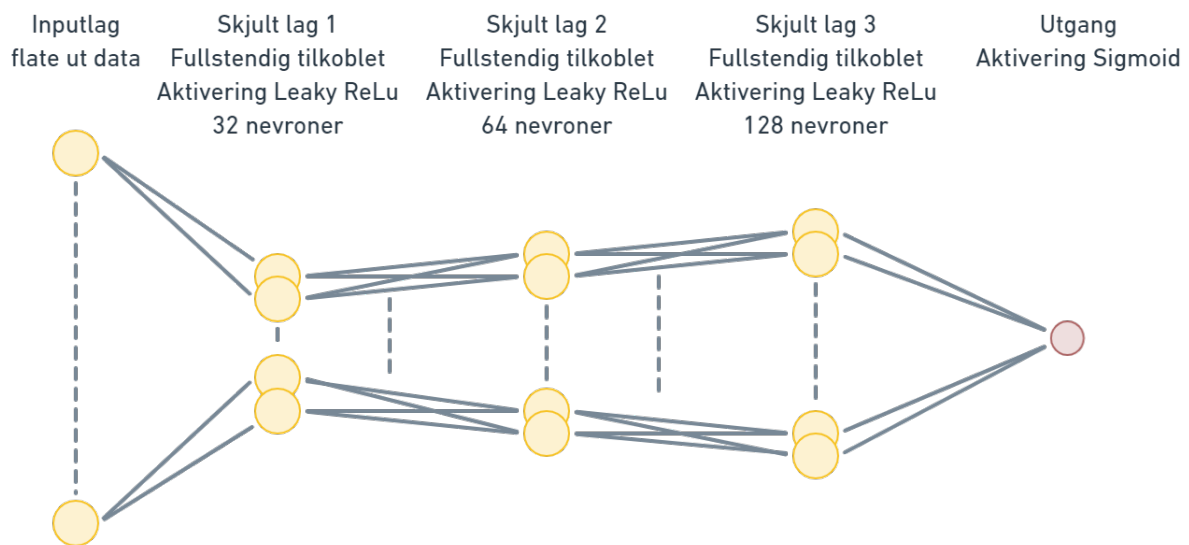 Inputlag
flate ut data
Skjult lag 1
Fullstendig tilkoblet
Aktivering Leaky ReLu
32 nevroner
Skjult lag 2
Fullstendig tilkoblet
Aktivering Leaky ReLu
64 nevroner
Skjult lag 3
Fullstendig tilkoblet
Aktivering Leaky ReLu
128 nevroner
Utgang
Aktivering Sigmoid